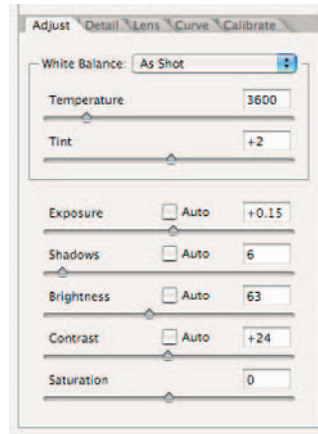 Adjust Detail Lens Curve Calibrate
White Balance: As Shot
Temperature 3600
Tint +2
Exposure Auto +0.15
Shadows Auto 6
Brightness Auto 63
Contrast Auto +24
Saturation 0